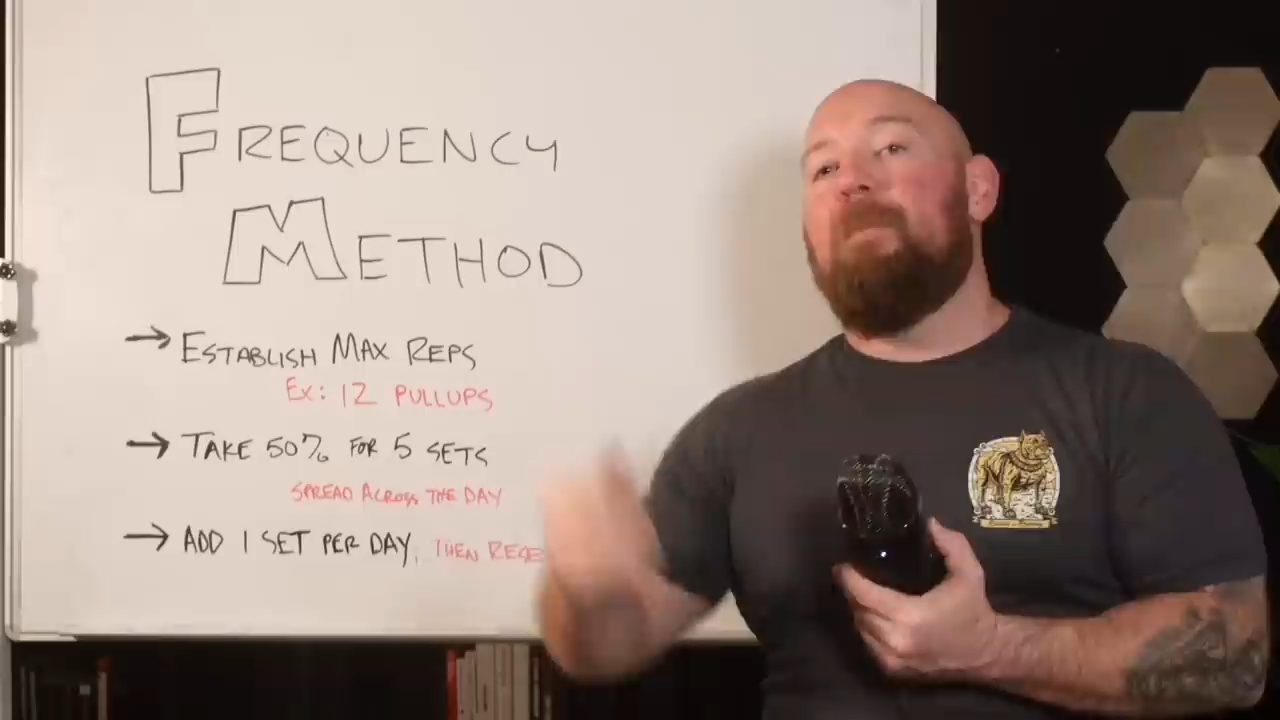 FREQUENCY
METHOD
→ ESTABLISH MAX REPS
EX: 12 PULLUPS
→ TAKE 50% FOR 5 SETS
SPREAD ACROSS THE DAY
→ ADD 1 SET PER DAY, THEN